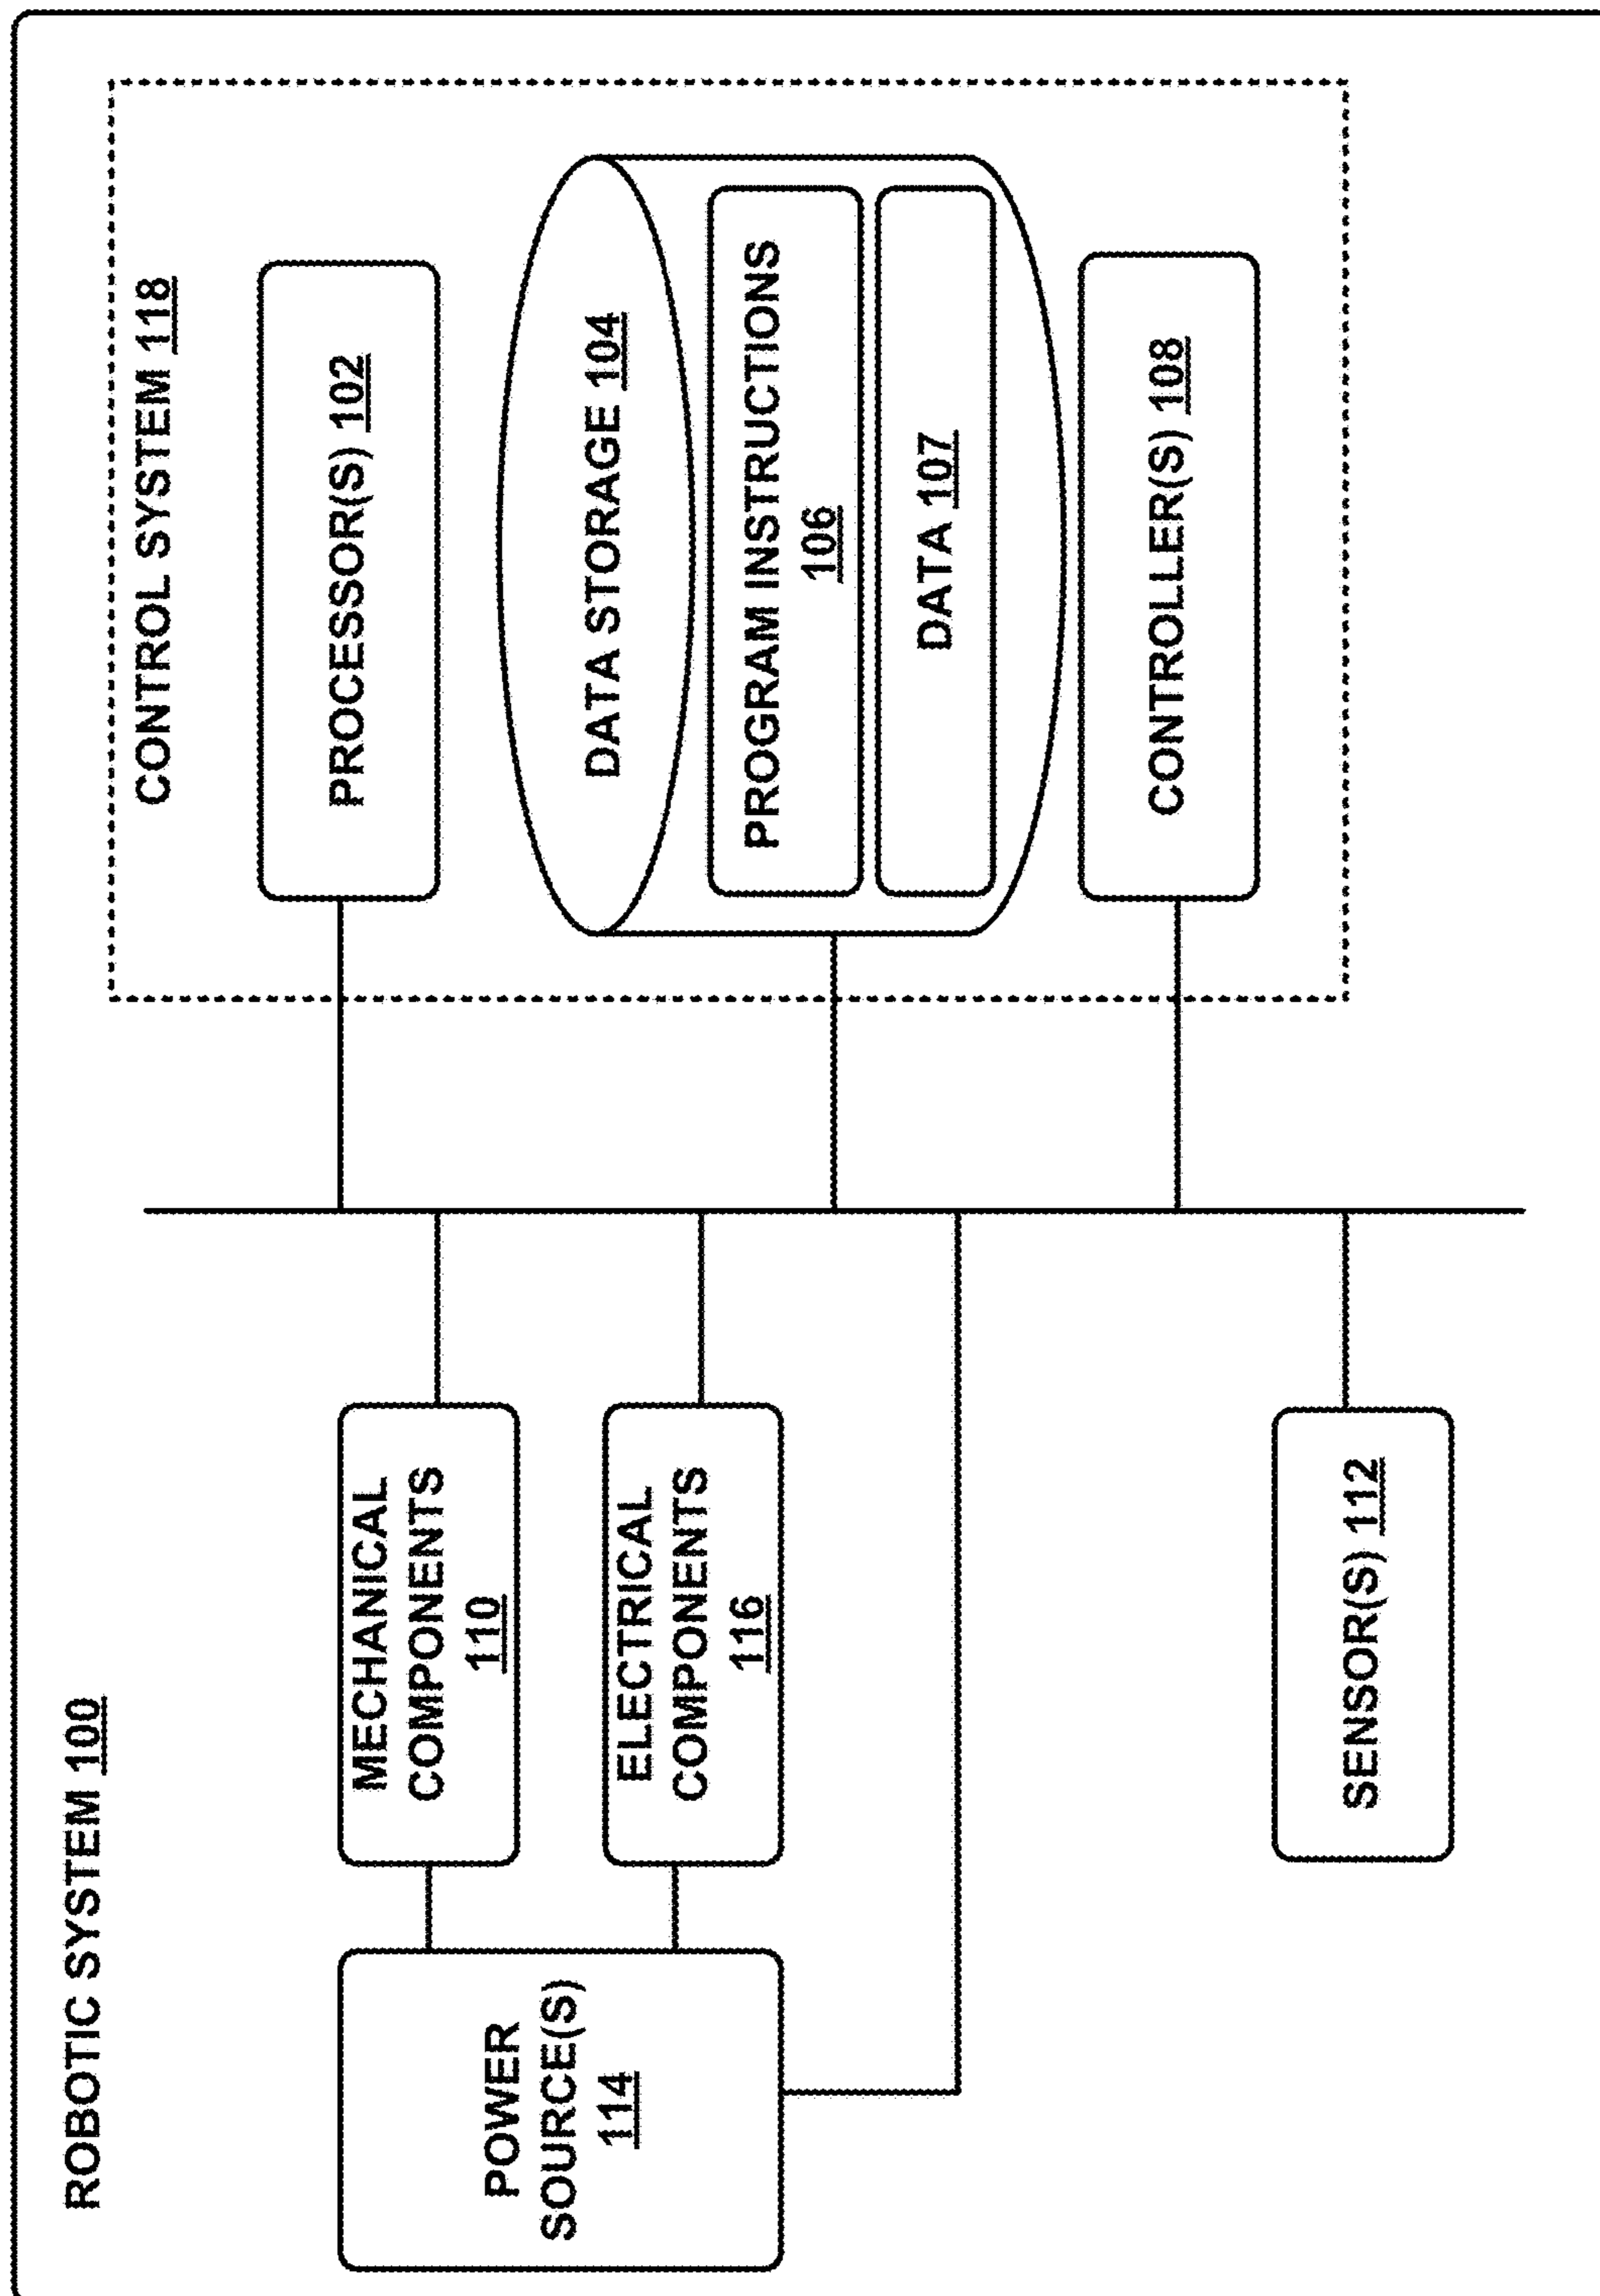 ROBOTIC SYSTEM 100
CONTROL SYSTEM 118
POWER
SOURCE(S)
114
MECHANICAL
COMPONENTS
110
PROCESSOR(S) 102
ELECTRICAL
COMPONENTS
116
DATA STORAGE 104
PROGRAM INSTRUCTIONS
106
DATA 107
CONTROLLER(S) 108
SENSOR(S) 112